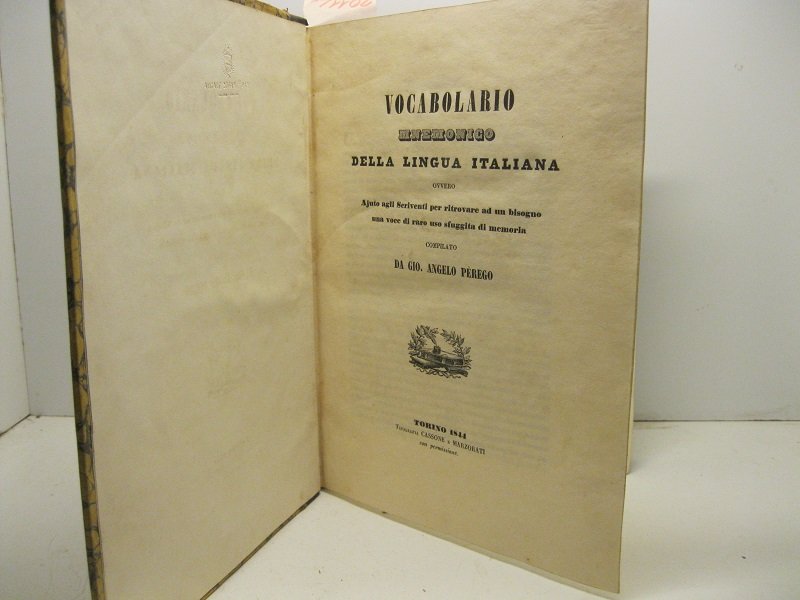 VOCABOLARIO
MNEMONICO
DELLA LINGUA ITALIANA
OVVERO
Ajuto agli Scriventi per ritrovare ad un bisogno
una voce di raro uso sfuggita di memoria
COMPILATO
DA GIO. ANGELO PÈREGO
TORINO 1844
Tipografia CASSONE e MARZORATI
con permissione.